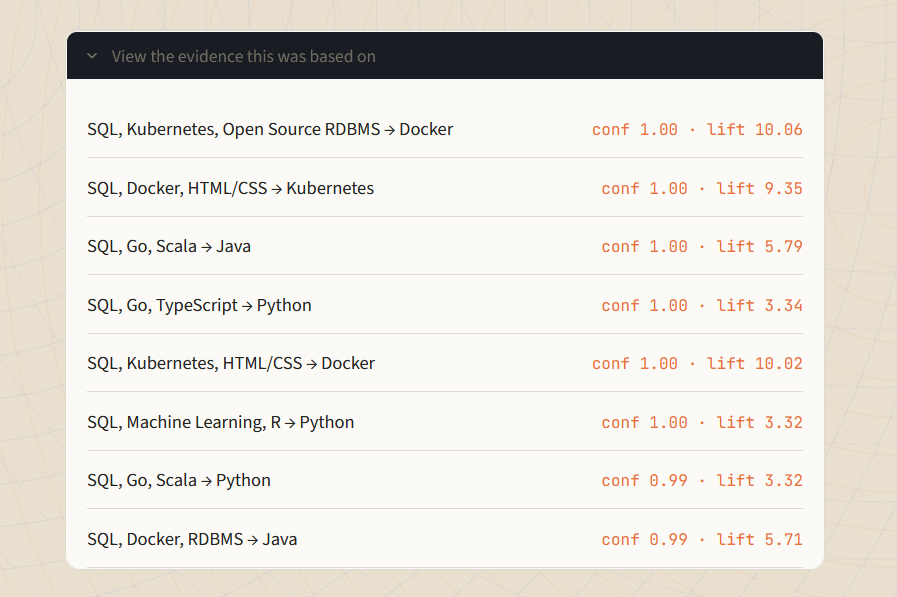 View the evidence this was based on
SQL, Kubernetes, Open Source RDBMS → Docker conf 1.00 · lift 10.06
SQL, Docker, HTML/CSS → Kubernetes conf 1.00 · lift 9.35
SQL, Go, Scala → Java conf 1.00 · lift 5.79
SQL, Go, TypeScript → Python conf 1.00 · lift 3.34
SQL, Kubernetes, HTML/CSS → Docker conf 1.00 · lift 10.02
SQL, Machine Learning, R → Python conf 1.00 · lift 3.32
SQL, Go, Scala → Python conf 0.99 · lift 3.32
SQL, Docker, RDBMS → Java conf 0.99 · lift 5.71